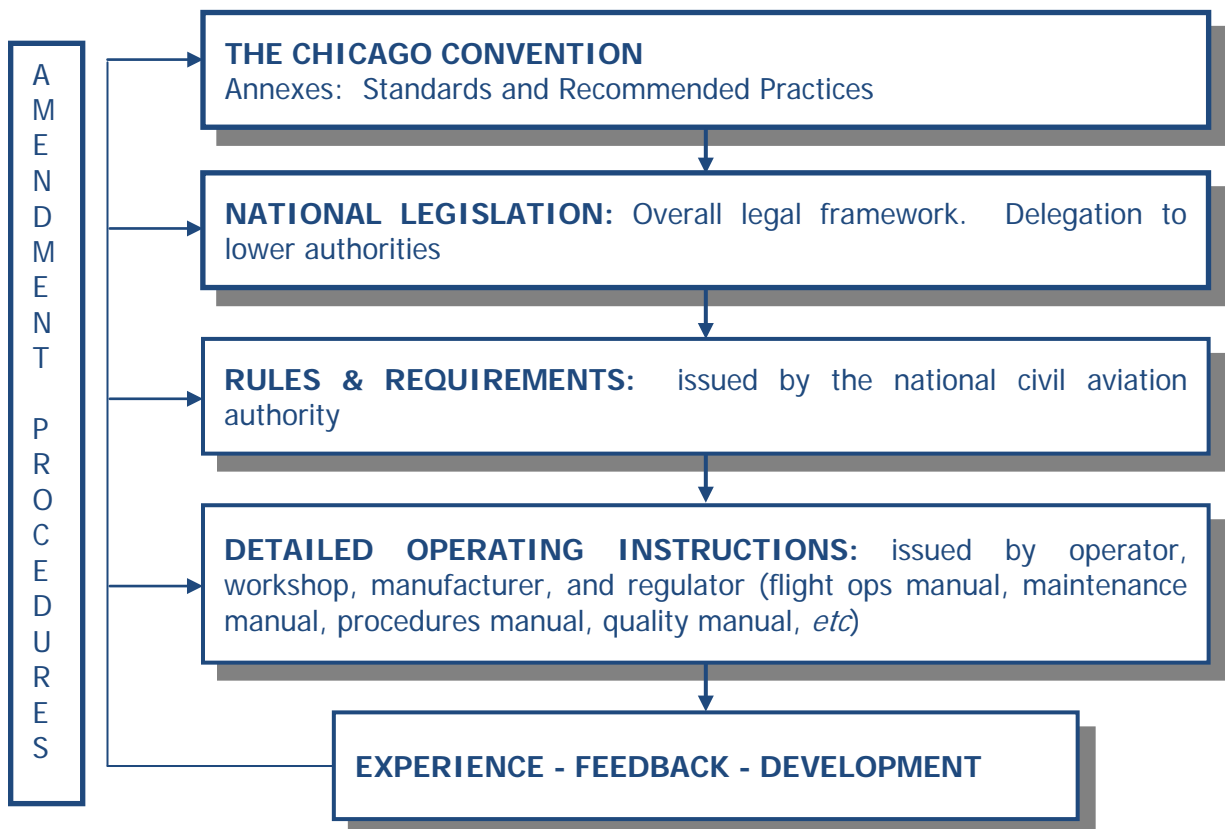 AMENDMENT PROCEDURES
THE CHICAGO CONVENTION
Annexes: Standards and Recommended Practices
NATIONAL LEGISLATION: Overall legal framework. Delegation to
lower authorities
RULES & REQUIREMENTS: issued by the national civil aviation
authority
DETAILED OPERATING INSTRUCTIONS: issued by operator,
workshop, manufacturer, and regulator (flight ops manual, maintenance
manual, procedures manual, quality manual, etc)
EXPERIENCE - FEEDBACK - DEVELOPMENT